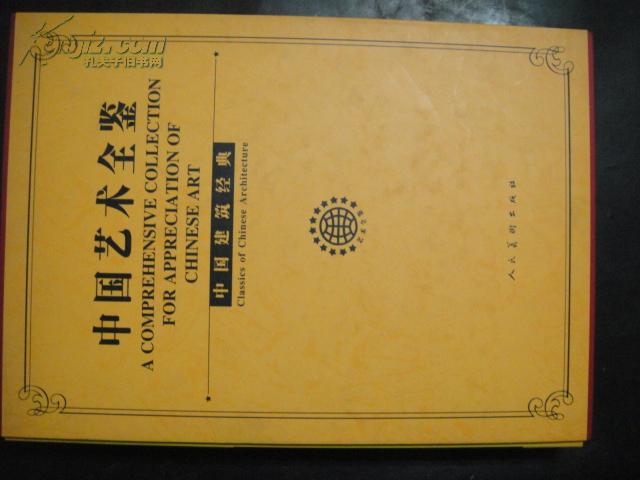 中国艺术全鉴
A COMPREHENSIVE COLLECTION
FOR APPRECIATION OF
CHINESE ART
中国建筑经典
Classics of Chinese Architecture
人民美术出版社
孔夫子旧书网